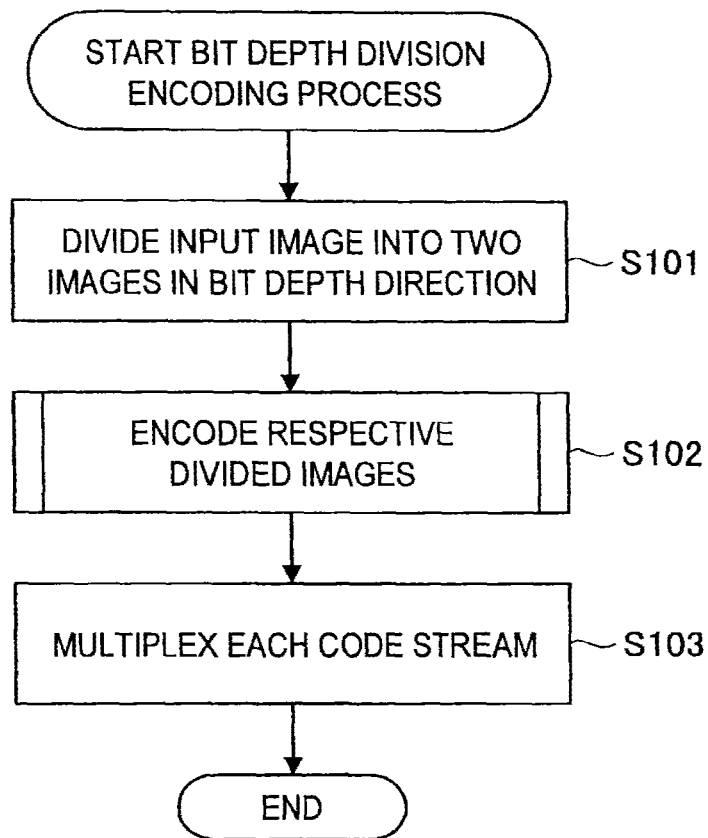 START BIT DEPTH DIVISION
ENCODING PROCESS
DIVIDE INPUT IMAGE INTO TWO
IMAGES IN BIT DEPTH DIRECTION
S101
ENCODE RESPECTIVE
DIVIDED IMAGES
S102
MULTIPLEX EACH CODE STREAM
S103
END